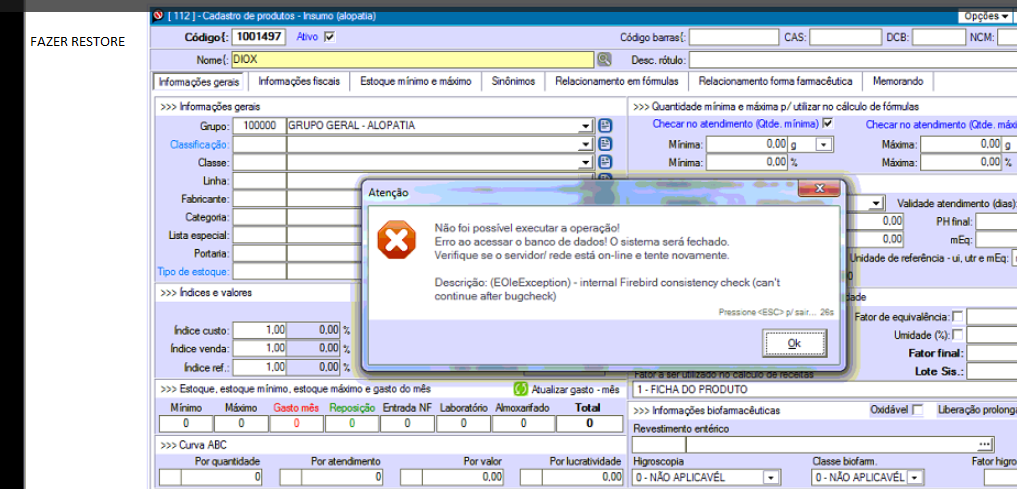 [ 112 ] - Cadastro de produtos - Insumo (alopatia)
Opções
FAZER RESTORE
Código{: 1001497 Ativo
Código barras{: CAS: DCB: NCM:
Nome{: DIOX
Desc. rótulo:
Informações gerais Informações fiscais Estoque mínimo e máximo Sinônimos Relacionamento em fórmulas Relacionamento forma farmacêutica Memorando
>>> Informações gerais
>>> Quantidade mínima e máxima p/ utilizar no cálculo de fórmulas
Grupo: 100000 GRUPO GERAL - ALOPATIA
Checar no atendimento (Qtde. mínima) Checar no atendimento (Qtde. máxi
Classificação:
Mínima: 0,00 g Máxima: 0,00 g
Classe:
Mínima: 0,00 % Máxima: 0,00 %
Linha:
Fabricante:
Validade atendimento (dias):
Categoria:
0,00 PH final:
Lista especial:
0,00 mEq:
Portaria:
Unidade de referência - ui, utr e mEq:
Tipo de estoque:
Atenção
Não foi possível executar a operação!
Erro ao acessar o banco de dados! O sistema será fechado.
Verifique se o servidor/ rede está on-line e tente novamente.
Descrição: (EOleException) - internal Firebird consistency check (can't
continue after bugcheck)
Pressione <ESC> p/ sair... 26s
Ok
>>> Índices e valores
dade
Índice custo: 1,00 0,00 %
Fator de equivalência:
Índice venda: 1,00 0,00 %
Umidade (%):
Fator final:
Índice ref.: 1,00 0,00 %
Lote Sis.:
Fator a ser utilizado no cálculo de receitas
>>> Estoque, estoque mínimo, estoque máximo e gasto do mês Atualizar gasto - mês
1 - FICHA DO PRODUTO
Mínimo Máximo Gasto mês Reposição Entrada NF Laboratório Almoxarifado Total
0 0 0 0 0 0 0 0
>>> Informações biofarmacêuticas Oxidável Liberação prolonga
Revestimento entérico
>>> Curva ABC
...
Por quantidade Por atendimento Por valor Por lucratividade
0 0 0,00 0,00
Higroscopia Classe biofarm. Fator higro
0 - NÃO APLICAVÉL 0 - NÃO APLICAVÉL